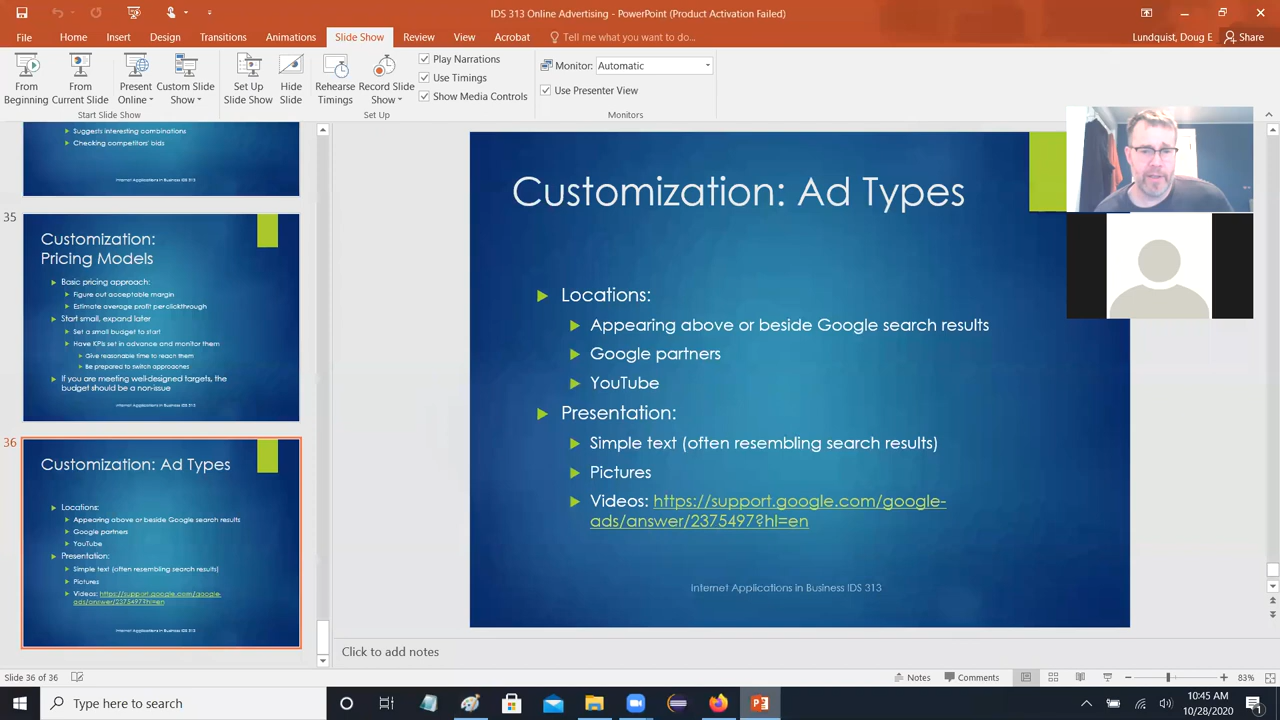 IDS 313 Online Advertising - PowerPoint (Product Activation Failed)
File Home Insert Design Transitions Animations Slide Show Review View Acrobat Tell me what you want to do... Lundquist, Doug E Share
From Beginning
From Current Slide
Present Online
Custom Slide Show
Set Up Slide Show
Hide Slide
Rehearse Timings
Record Slide Show
Play Narrations
Use Timings
Show Media Controls
Monitor: Automatic
Use Presenter View
Start Slide Show Set Up Monitors
Suggests interesting combinations
Checking competitors' bids
Internet Applications in Business IDS 313
35
Customization:
Pricing Models
Basic pricing approach:
Figure out acceptable margin
Estimate average profit per clickthrough
Start small, expand later
Set a small budget to start
Have KPIs set in advance and monitor them
Give reasonable time to reach them
Be prepared to switch approaches
If you are meeting well-designed targets, the
budget should be a non-issue
Internet Applications in Business IDS 313
36
Customization: Ad Types
Locations:
Appearing above or beside Google search results
Google partners
YouTube
Presentation:
Simple text (often resembling search results)
Pictures
Videos: https://support.google.com/google-
ads/answer/2375497?hl=en
Internet Applications in Business IDS 313
Customization: Ad Types
Locations:
Appearing above or beside Google search results
Google partners
YouTube
Presentation:
Simple text (often resembling search results)
Pictures
Videos: https://support.google.com/google-
ads/answer/2375497?hl=en
Internet Applications in Business IDS 313
Click to add notes
Slide 36 of 36 Notes Comments 83%
Type here to search
10:45 AM
10/28/2020